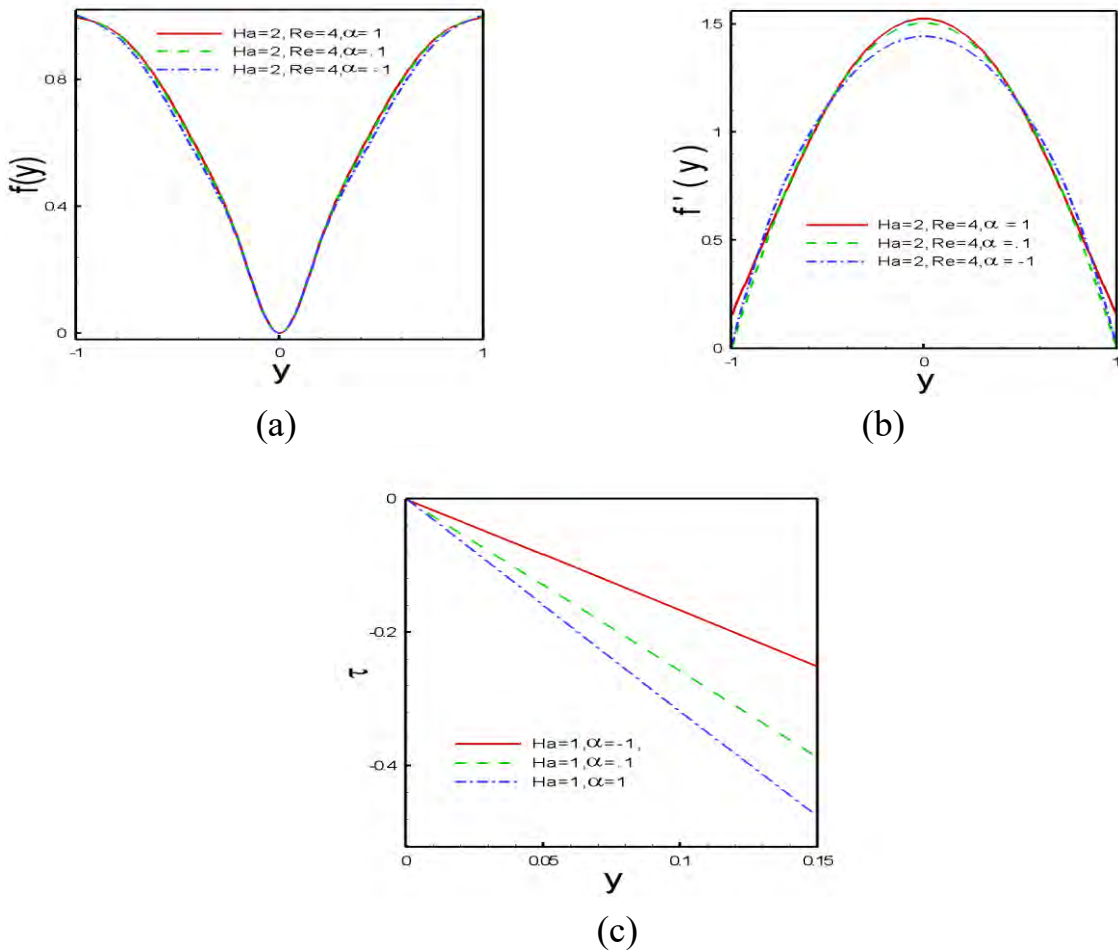 Ha=2, Re=4,α= 1
Ha=2, Re=4,α=.1
Ha=2, Re=4,α= -1
0.8
0.4
0
f(y)
-1 0 1
y
(a)
1.5
1
0.5
0
f ' ( y )
Ha=2, Re=4,α = 1
Ha=2, Re=4,α =.1
Ha=2, Re=4,α = -1
-1 0 1
y
(b)
0
-0.2
-0.4
τ
Ha=1,α=-1,
Ha=1,α=.1
Ha=1,α=1
0 0.05 0.1 0.15
y
(c)